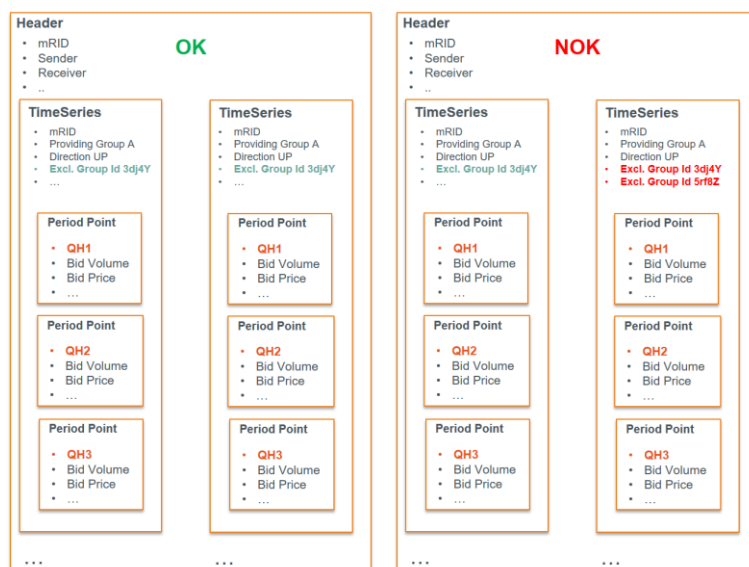 Header
OK
• mRID
• Sender
• Receiver
• ..
TimeSeries
• mRID
• Providing Group A
• Direction UP
• Excl. Group Id 3dj4Y
• ...
Period Point
• QH1
• Bid Volume
• Bid Price
• ...
Period Point
• QH2
• Bid Volume
• Bid Price
• ...
Period Point
• QH3
• Bid Volume
• Bid Price
• ...
...
TimeSeries
• mRID
• Providing Group A
• Direction UP
• Excl. Group Id 3dj4Y
• ...
Period Point
• QH1
• Bid Volume
• Bid Price
• ...
Period Point
• QH2
• Bid Volume
• Bid Price
• ...
Period Point
• QH3
• Bid Volume
• Bid Price
• ...
...
Header
NOK
• mRID
• Sender
• Receiver
• ..
TimeSeries
• mRID
• Providing Group A
• Direction UP
• Excl. Group Id 3dj4Y
• ...
Period Point
• QH1
• Bid Volume
• Bid Price
• ...
Period Point
• QH2
• Bid Volume
• Bid Price
• ...
Period Point
• QH3
• Bid Volume
• Bid Price
• ...
...
TimeSeries
• mRID
• Providing Group A
• Direction UP
• Excl. Group Id 3dj4Y
• Excl. Group Id 5rf8Z
Period Point
• QH1
• Bid Volume
• Bid Price
• ...
Period Point
• QH2
• Bid Volume
• Bid Price
• ...
Period Point
• QH3
• Bid Volume
• Bid Price
• ...
...